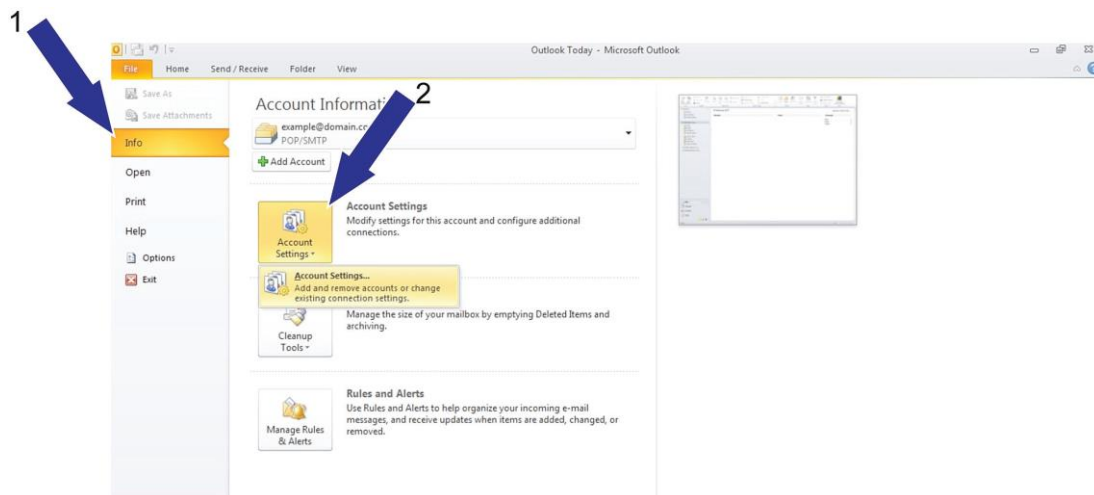 1
Outlook Today - Microsoft Outlook
File Home Send / Receive Folder View
Save As
Save Attachments
Info
Open
Print
Help
Options
Exit
Account Informati
2
example@domain.co
POP/SMTP
Add Account
Account Settings
Modify settings for this account and configure additional
connections.
Account
Settings
Account Settings...
Add and remove accounts or change
existing connection settings.
Manage the size of your mailbox by emptying Deleted Items and
archiving.
Cleanup
Tools
Rules and Alerts
Use Rules and Alerts to help organize your incoming e-mail
messages, and receive updates when items are added, changed, or
removed.
Manage Rules
& Alerts